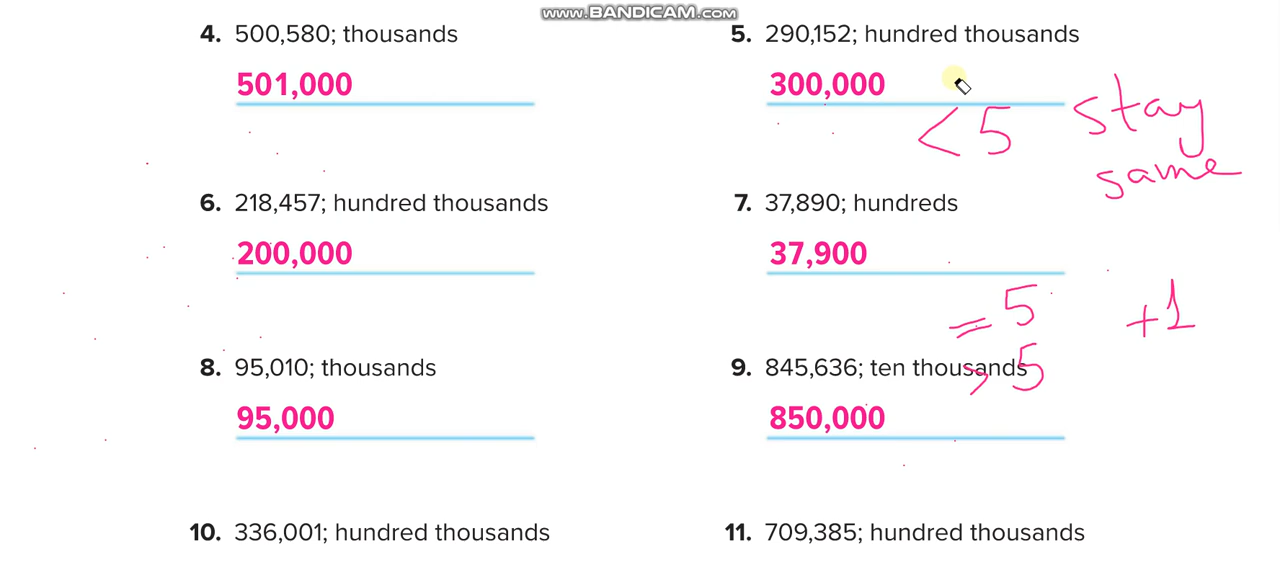 www.BANDICAM.com
4. 500,580; thousands
501,000
5. 290,152; hundred thousands
300,000
<5 stay
same
6. 218,457; hundred thousands
200,000
7. 37,890; hundreds
37,900
= 5 +1
8. 95,010; thousands
95,000
9. 845,636; ten thousands
> 5
850,000
10. 336,001; hundred thousands
11. 709,385; hundred thousands